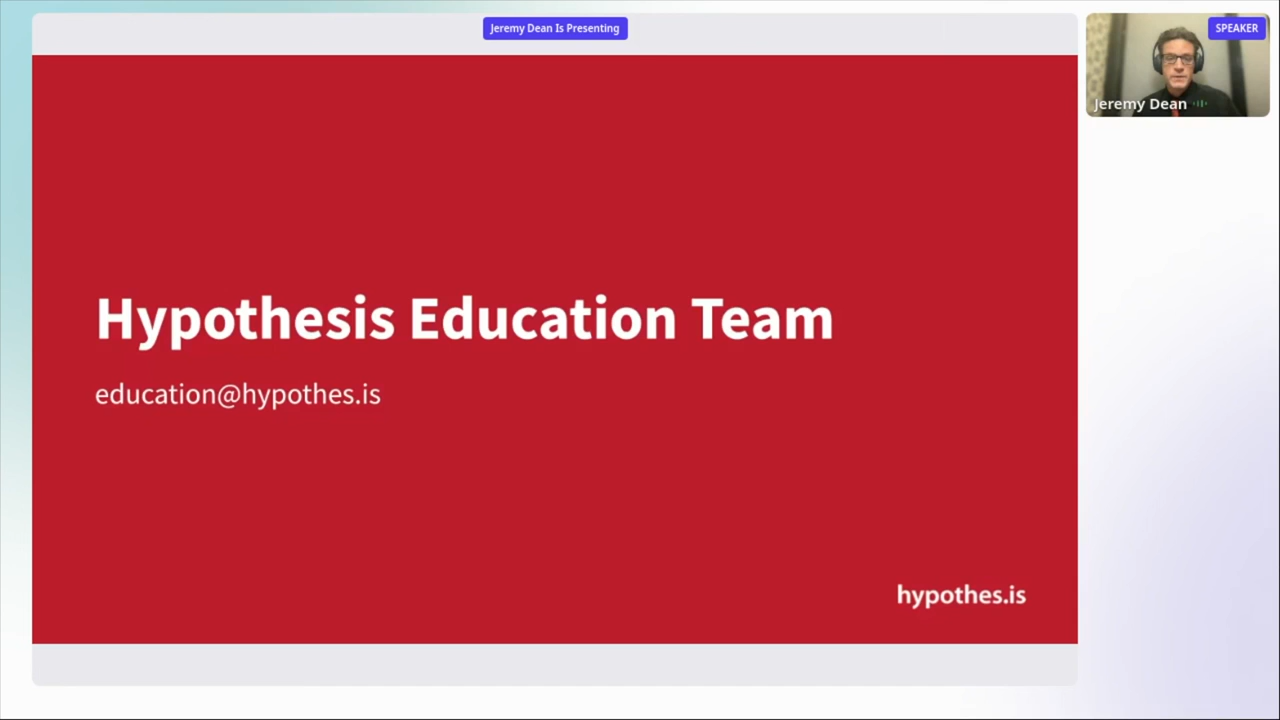 Jeremy Dean Is Presenting
SPEAKER
Jeremy Dean
Hypothesis Education Team
education@hypothes.is
hypothes.is